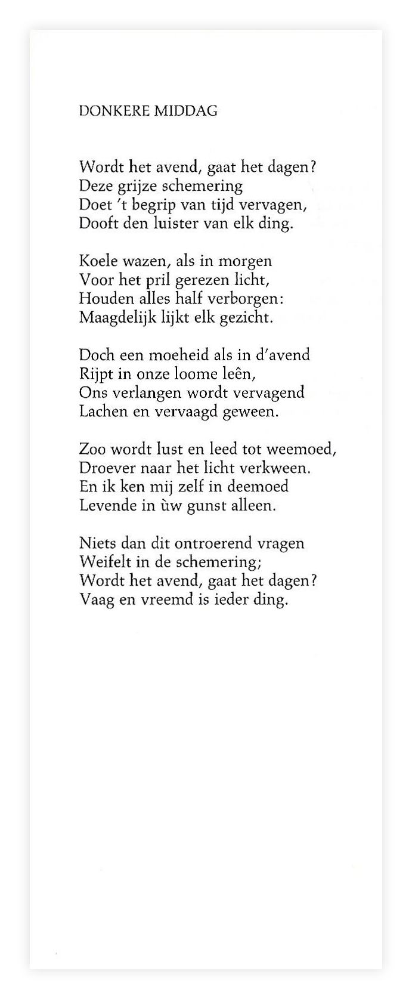 DONKERE MIDDAG
Wordt het avend, gaat het dagen?
Deze grijze schemering
Doet 't begrip van tijd vervagen,
Dooft den luister van elk ding.
Koele wazen, als in morgen
Voor het pril gerezen licht,
Houden alles half verborgen:
Maagdelijk lijkt elk gezicht.
Doch een moeheid als in d'avend
Rijpt in onze loome leên,
Ons verlangen wordt vervagend
Lachen en vervaagd geween.
Zoo wordt lust en leed tot weemoed,
Droever naar het licht verkween.
En ik ken mij zelf in deemoed
Levende in ùw gunst alleen.
Niets dan dit ontroerend vragen
Weifelt in de schemering;
Wordt het avend, gaat het dagen?
Vaag en vreemd is ieder ding.